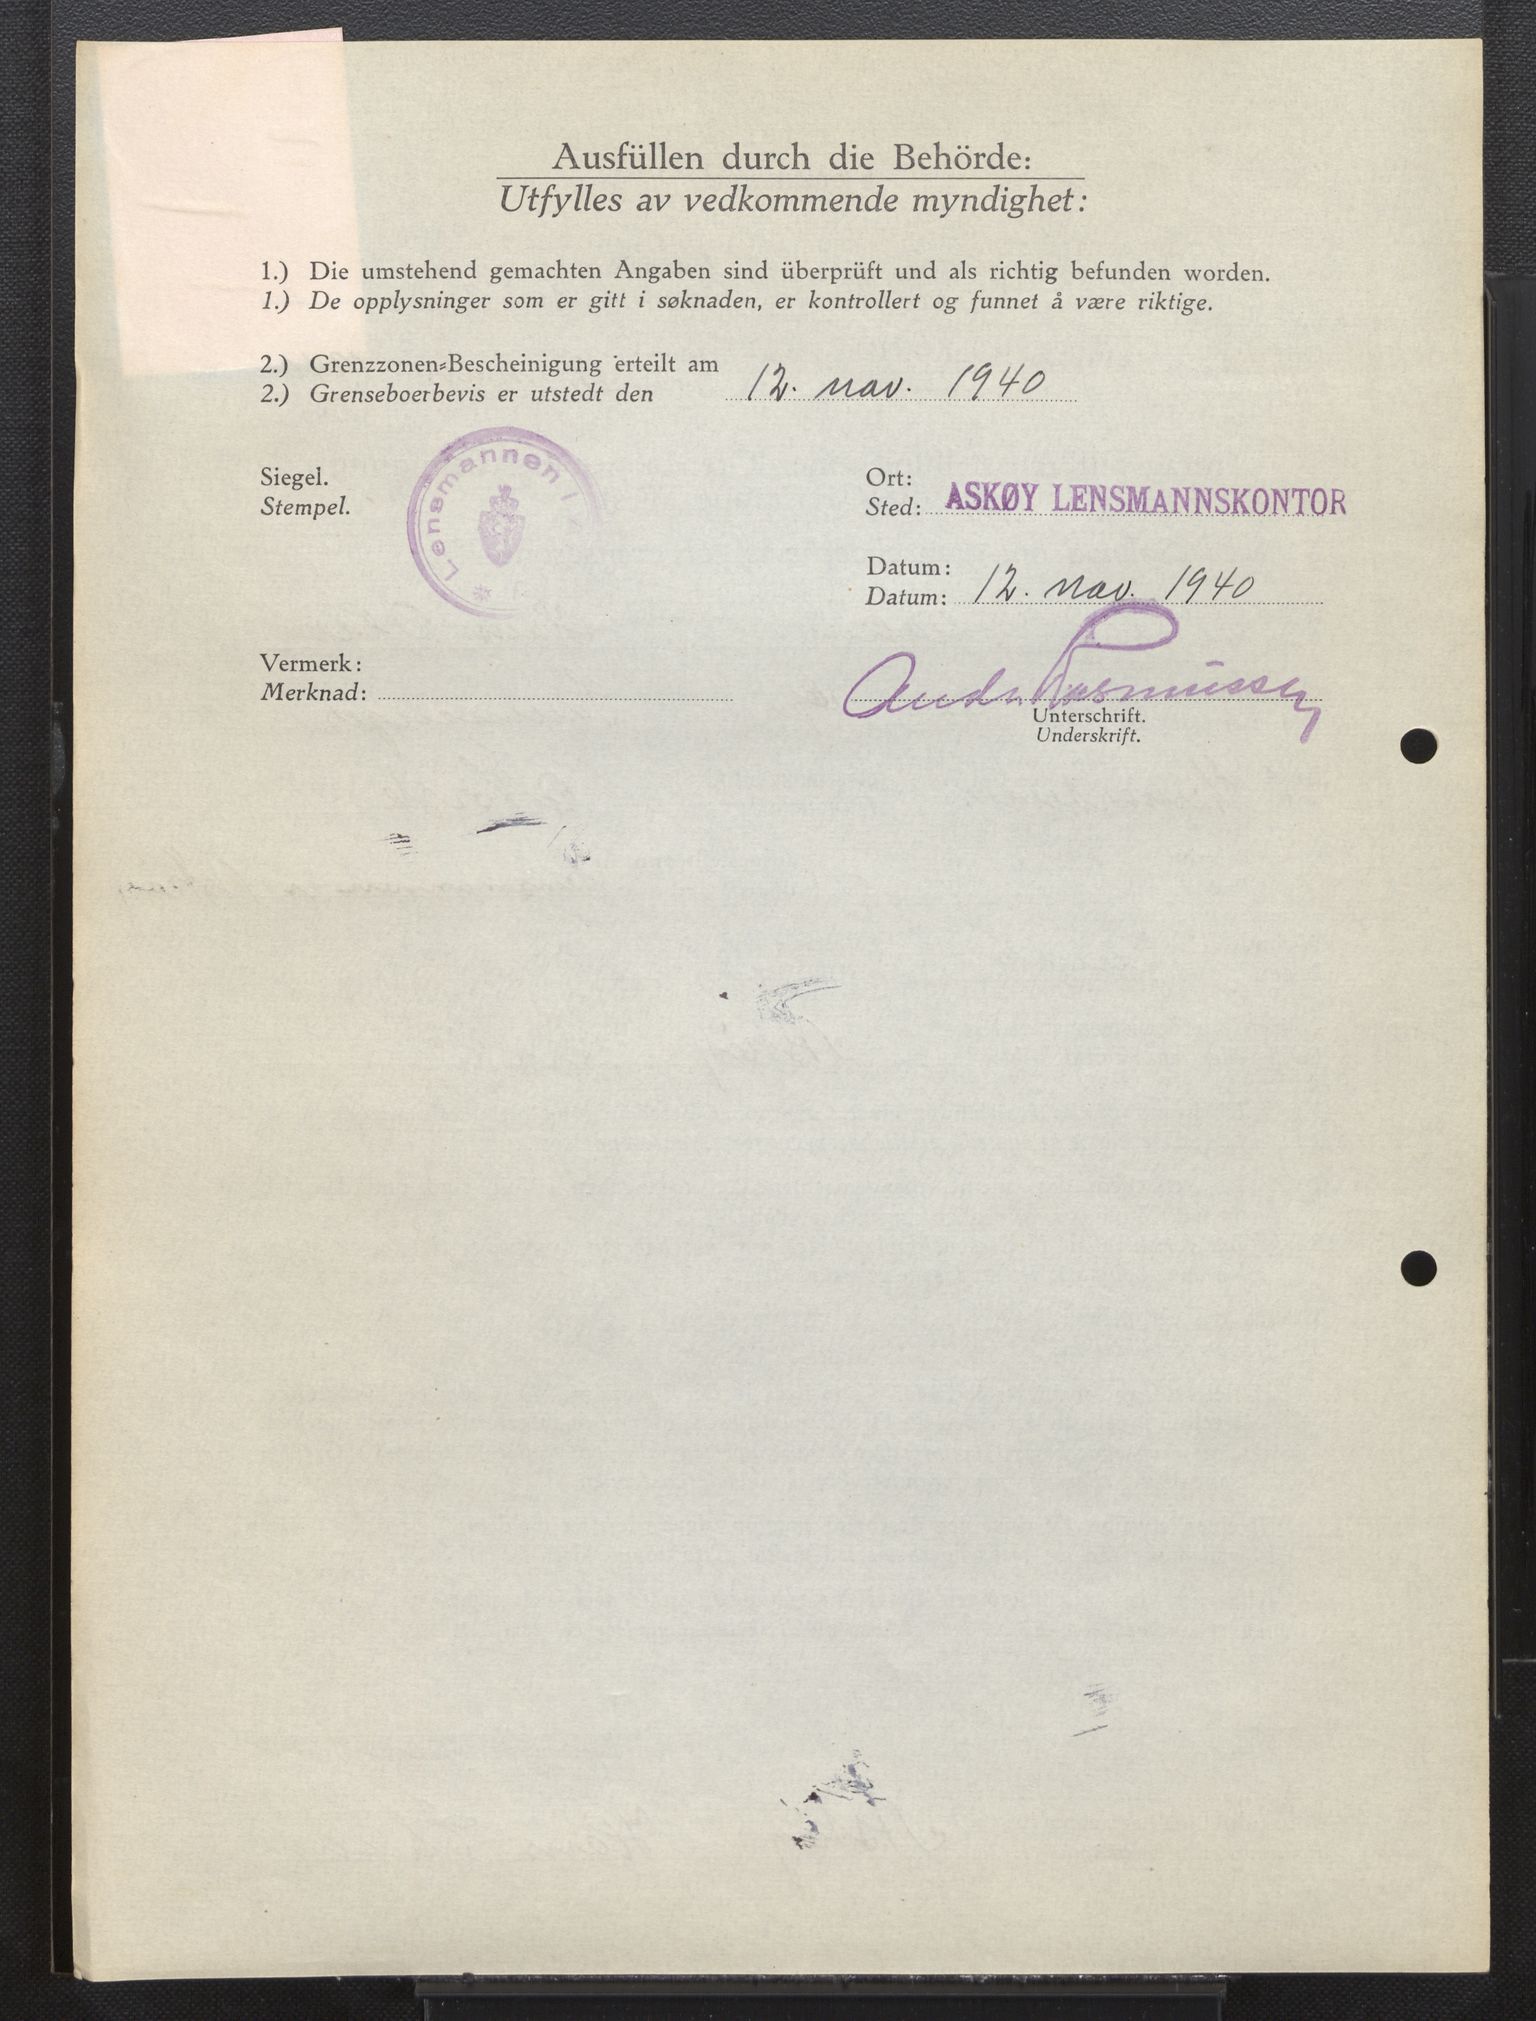 Ausfüllen durch die Behörde:
Utfylles av vedkommende myndighet:
1.) Die umstehend gemachten Angaben sind überprüft und als richtig befunden worden.
1.) De opplysninger som er gitt i søknaden, er kontrollert og funnet å være riktige.
2.) Grenzzonen-Bescheinigung erteilt am
2.) Grenseboerbevis er utstedt den 12. nov. 1940
Siegel.
Stempel.
* Lensmannen i
Ort:
Sted: ASKØY LENSMANNSKONTOR
Datum:
Datum: 12. nov. 1940
Vermerk:
Merknad:
Andr. Rasmussen
Unterschrift.
Underskrift.